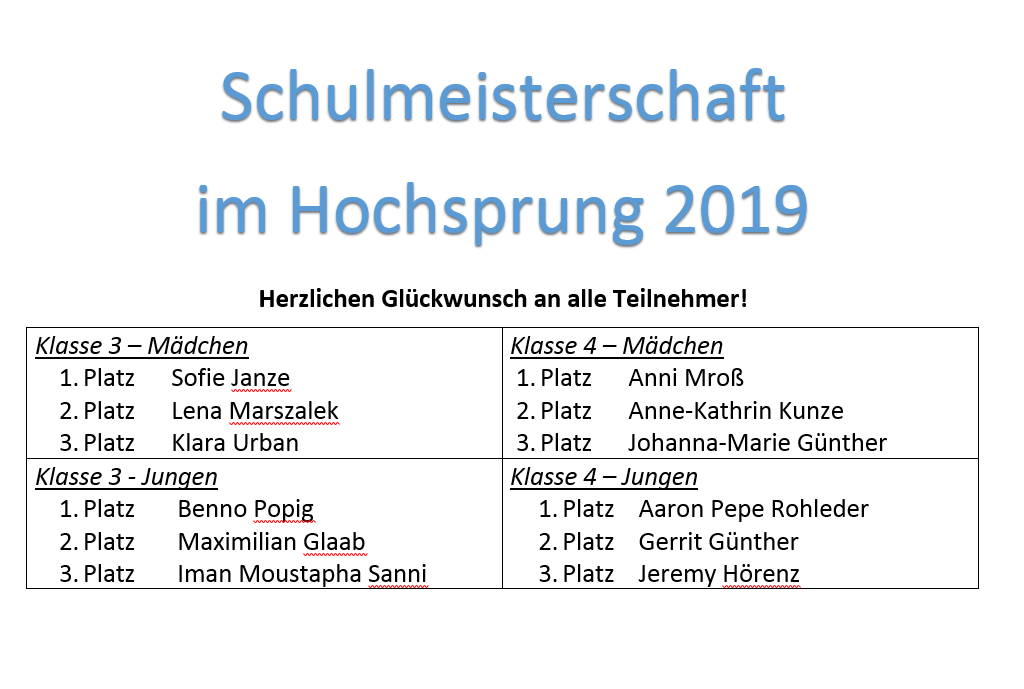 Schulmeisterschaft
im Hochsprung 2019
Herzlichen Glückwunsch an alle Teilnehmer!
Klasse 3 – Mädchen
1. Platz Sofie Janze
2. Platz Lena Marszalek
3. Platz Klara Urban
Klasse 4 – Mädchen
1. Platz Anni Mroß
2. Platz Anne-Kathrin Kunze
3. Platz Johanna-Marie Günther
Klasse 3 - Jungen
1. Platz Benno Popig
2. Platz Maximilian Glaab
3. Platz Iman Moustapha Sanni
Klasse 4 – Jungen
1. Platz Aaron Pepe Rohleder
2. Platz Gerrit Günther
3. Platz Jeremy Hörenz